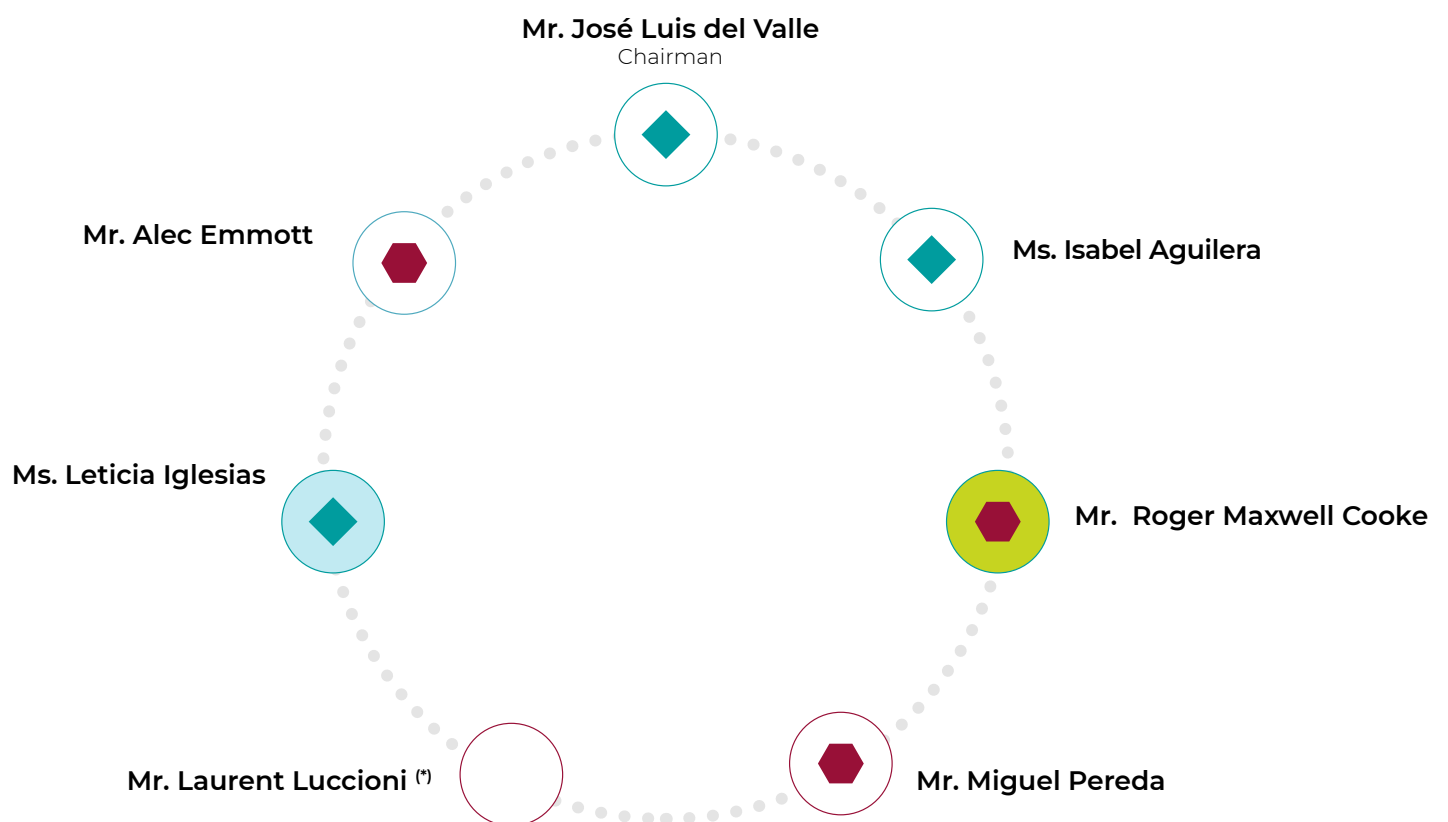 Mr. José Luis del Valle
Chairman
Mr. Alec Emmott
Ms. Isabel Aguilera
Ms. Leticia Iglesias
Mr. Roger Maxwell Cooke
Mr. Laurent Luccioni (*)
Mr. Miguel Pereda